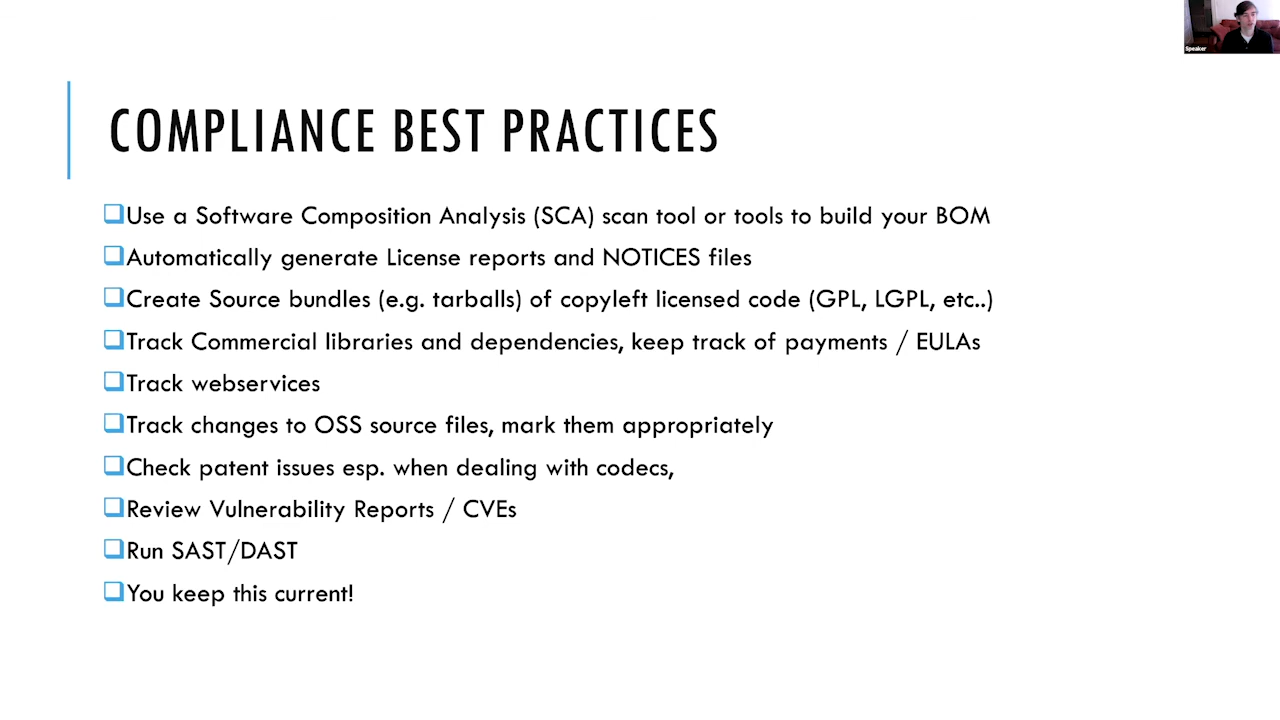 Speaker
COMPLIANCE BEST PRACTICES
Use a Software Composition Analysis (SCA) scan tool or tools to build your BOM
Automatically generate License reports and NOTICES files
Create Source bundles (e.g. tarballs) of copyleft licensed code (GPL, LGPL, etc..)
Track Commercial libraries and dependencies, keep track of payments / EULAs
Track webservices
Track changes to OSS source files, mark them appropriately
Check patent issues esp. when dealing with codecs,
Review Vulnerability Reports / CVEs
Run SAST/DAST
You keep this current!